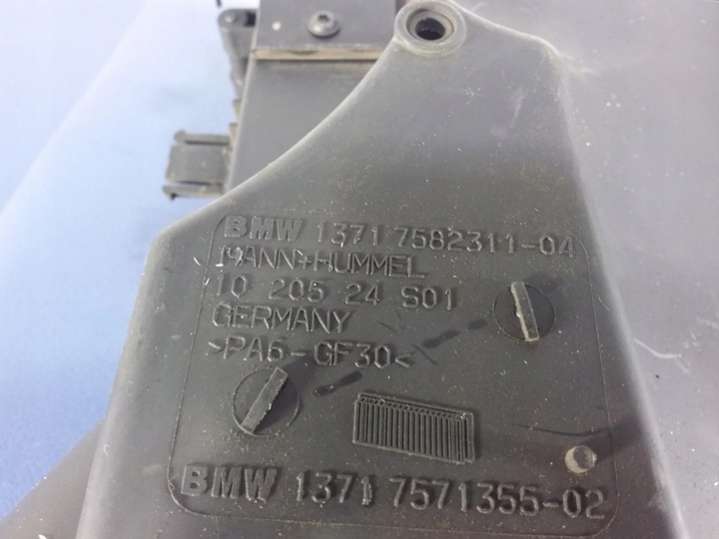 BMW 1371 7582311-04
MANN+HUMMEL
10 205 24 S01
GERMANY
>PA6-GF30<
BMW 1371 7571355-02